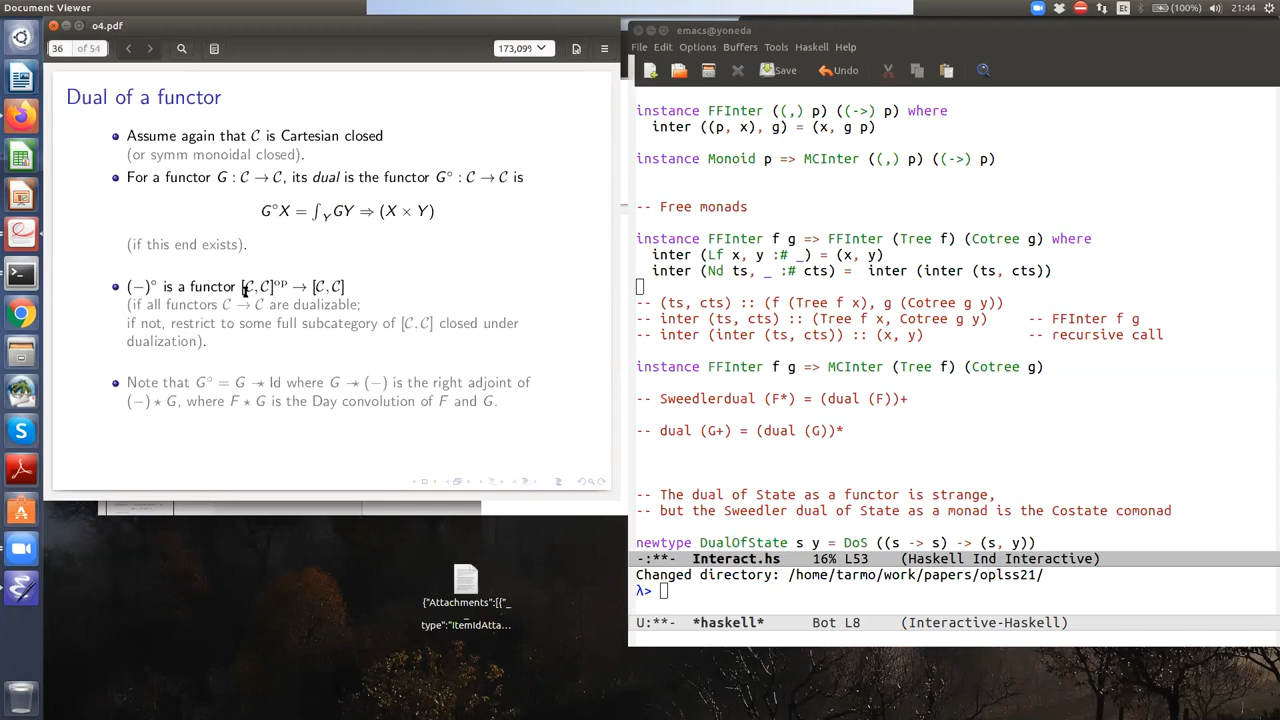 Document Viewer
Et
(100%)
21:44
o4.pdf
36 of 54
173,09%
Dual of a functor
• Assume again that 𝒞 is Cartesian closed
(or symm monoidal closed).
• For a functor G : 𝒞 → 𝒞, its dual is the functor G° : 𝒞 → 𝒞 is
G°X = ∫_Y GY ⇒ (X × Y)
(if this end exists).
• (−)° is a functor [𝒞, 𝒞]ᵒᵖ → [𝒞, 𝒞]
(if all functors 𝒞 → 𝒞 are dualizable;
if not, restrict to some full subcategory of [𝒞.𝒞] closed under
dualization).
• Note that G° = G −⋆ Id where G −⋆ (−) is the right adjoint of
(−) ⋆ G, where F ⋆ G is the Day convolution of F and G.
{"Attachments":[{"_
_
type":"ItemIdAtta...
emacs@yoneda
File Edit Options Buffers Tools Haskell Help
Save Undo
instance FFInter ((,) p) ((->) p) where
  inter ((p, x), g) = (x, g p)
instance Monoid p => MCInter ((,) p) ((->) p)
-- Free monads
instance FFInter f g => FFInter (Tree f) (Cotree g) where
  inter (Lf x, y :# _) = (x, y)
  inter (Nd ts, _ :# cts) =  inter (inter (ts, cts))
-- (ts, cts) :: (f (Tree f x), g (Cotree g y))
-- inter (ts, cts) :: (Tree f x, Cotree g y)     -- FFInter f g
-- inter (inter (ts, cts)) :: (x, y)             -- recursive call
instance FFInter f g => MCInter (Tree f) (Cotree g)
-- Sweedlerdual (F*) = (dual (F))+
-- dual (G+) = (dual (G))*
-- The dual of State as a functor is strange,
-- but the Sweedler dual of State as a monad is the Costate comonad
newtype DualOfState s y = DoS ((s -> s) -> (s, y))
-:**-  Interact.hs    16% L53    (Haskell Ind Interactive)
Changed directory: /home/tarmo/work/papers/oplss21/
λ>
U:**-  *haskell*      Bot L8     (Interactive-Haskell)